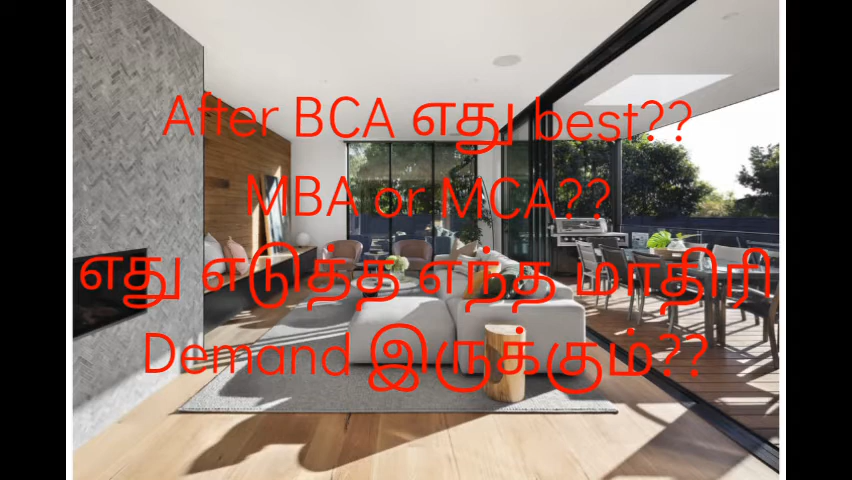 After BCA எது best??
MBA or MCA??
எது எடுத்த எந்த மாதிரி
Demand இருக்கும்??